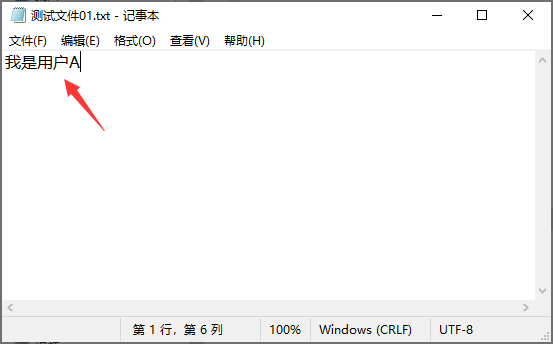 测试文件01.txt - 记事本
文件(F) 编辑(E) 格式(O) 查看(V) 帮助(H)
我是用户A
第 1 行，第 6 列 100% Windows (CRLF) UTF-8